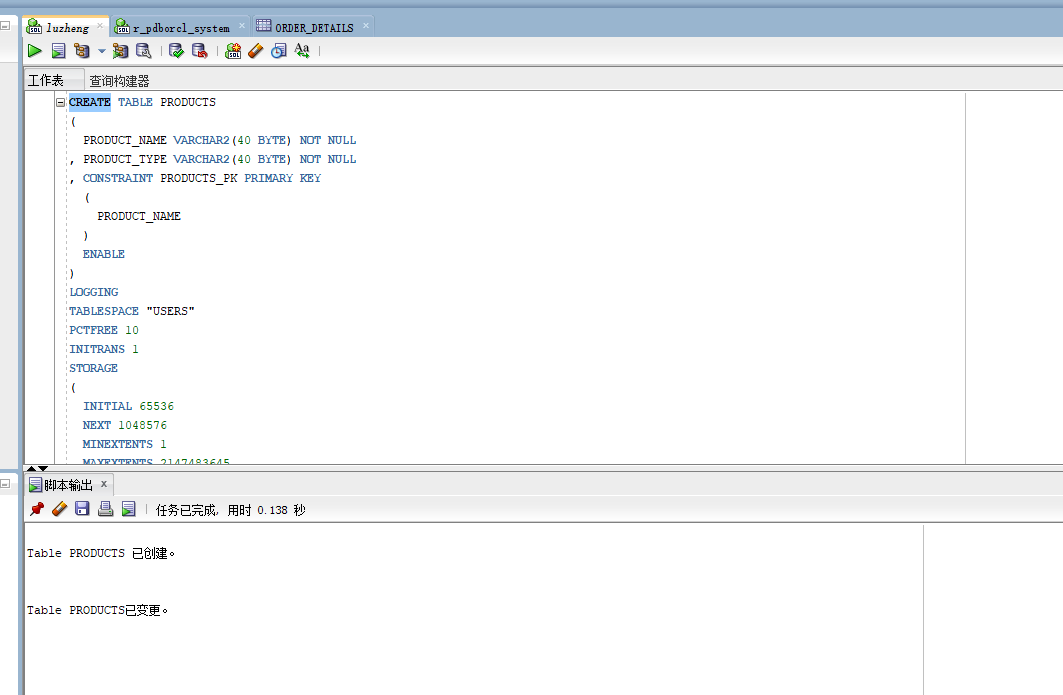 luzheng r_pdborcl_system ORDER_DETAILS
工作表 查询构建器
CREATE TABLE PRODUCTS
(
PRODUCT_NAME VARCHAR2(40 BYTE) NOT NULL
, PRODUCT_TYPE VARCHAR2(40 BYTE) NOT NULL
, CONSTRAINT PRODUCTS_PK PRIMARY KEY
(
PRODUCT_NAME
)
ENABLE
)
LOGGING
TABLESPACE "USERS"
PCTFREE 10
INITRANS 1
STORAGE
(
INITIAL 65536
NEXT 1048576
MINEXTENTS 1
MAXEXTENTS 2147483645
脚本输出
任务已完成, 用时 0.138 秒
Table PRODUCTS 已创建。
Table PRODUCTS已变更。